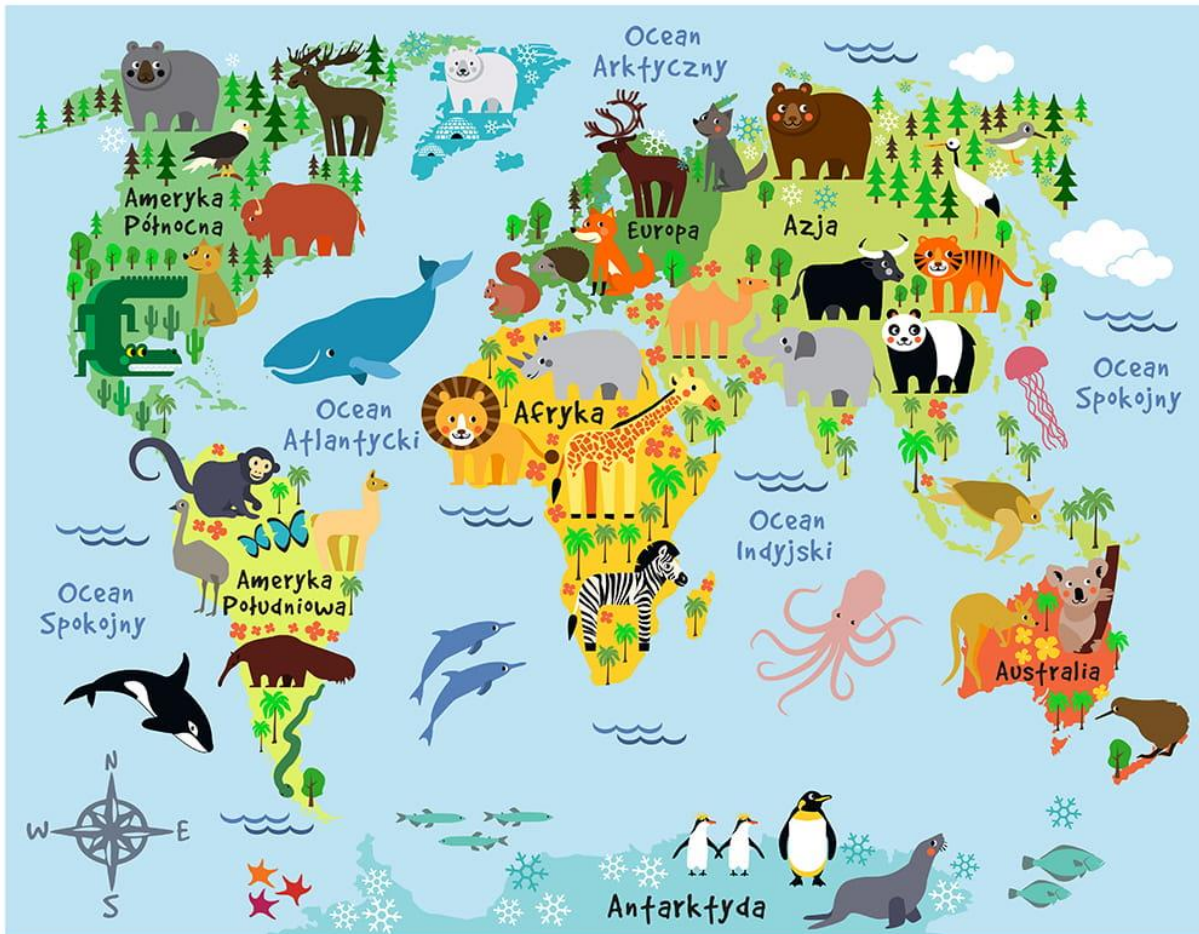 Ocean
Arktyczny
Ameryka
Północna
Europa
Azja
Ocean
Spokojny
Ocean
Atlantycki
Afryka
Ocean
Indyjski
Ocean
Spokojny
Ameryka
Południowa
Australia
N
W
E
S
Antarktyda